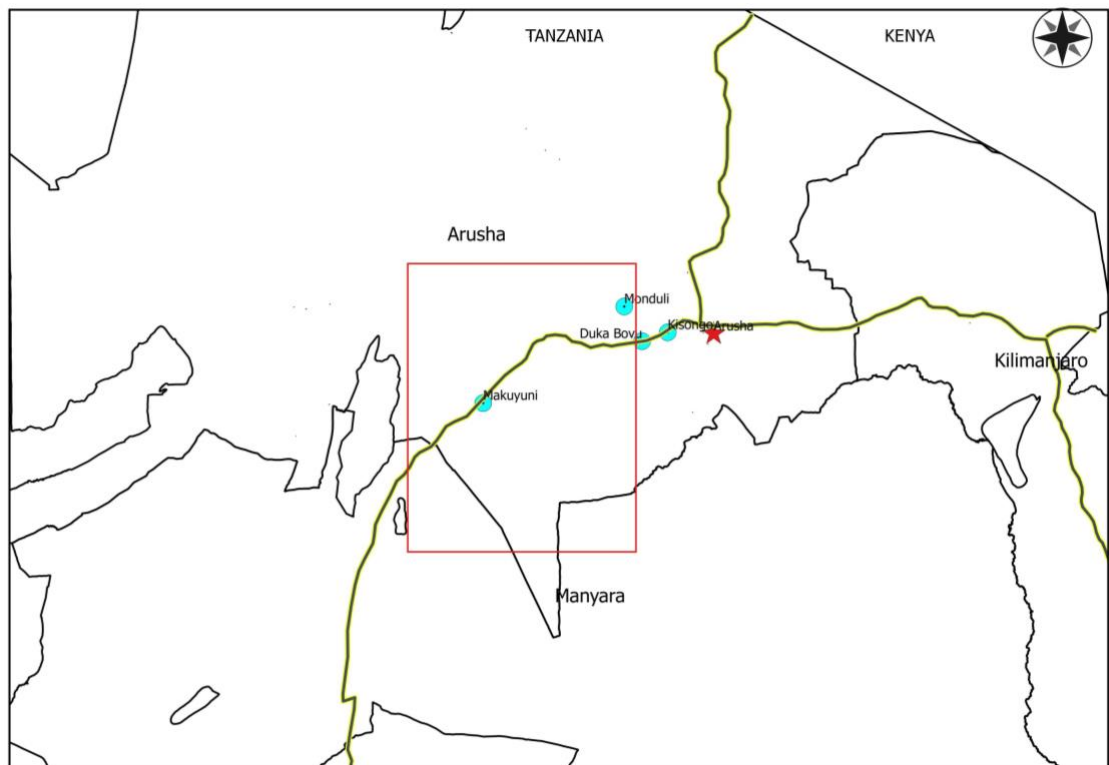 TANZANIA
KENYA
Arusha
Monduli
Kisongo
Arusha
Duka Bovu
Kilimanjaro
Makuyuni
Manyara